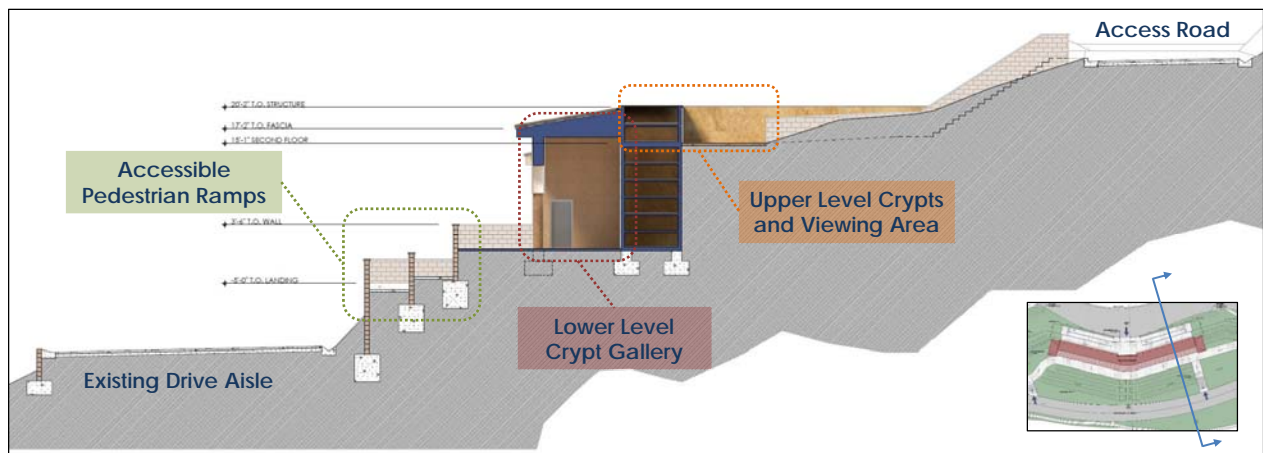 Access Road
20'-2" T.O. STRUCTURE
17'-2" T.O. FASCIA
15'-1" SECOND FLOOR
Accessible
Pedestrian Ramps
Upper Level Crypts
and Viewing Area
3'-6" T.O. WALL
-5'-0" T.O. LANDING
Lower Level
Crypt Gallery
Existing Drive Aisle